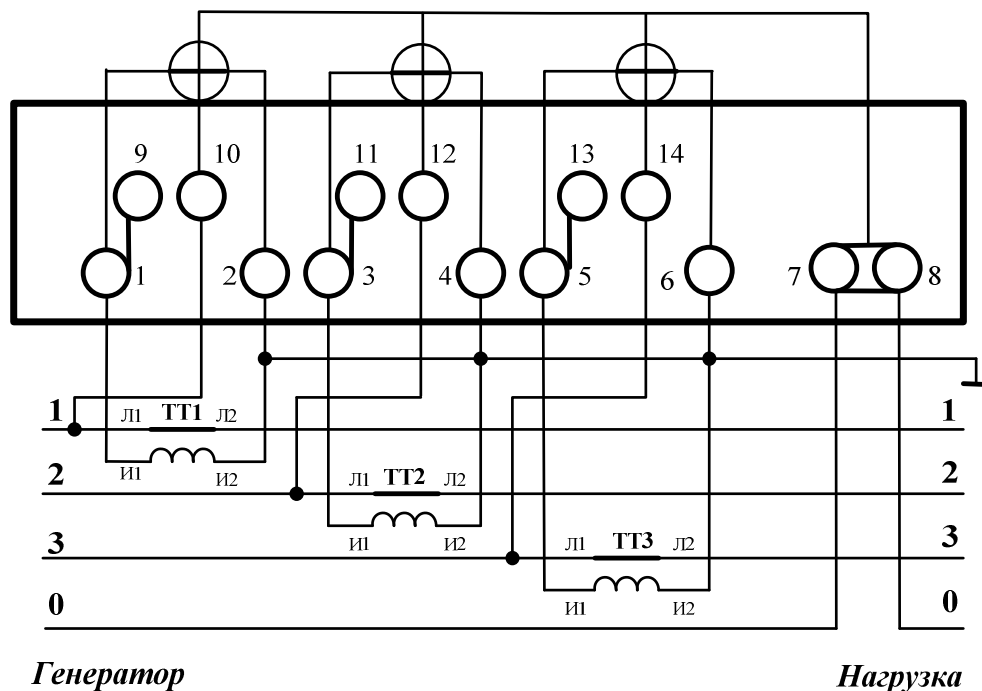 9 10 11 12 13 14
1 2 3 4 5 6 7 8
1 Л1 ТТ1 Л2 1
И1 И2
2 Л1 ТТ2 Л2 2
И1 И2
3 Л1 ТТ3 Л2 3
И1 И2
0 0
Генератор Нагрузка